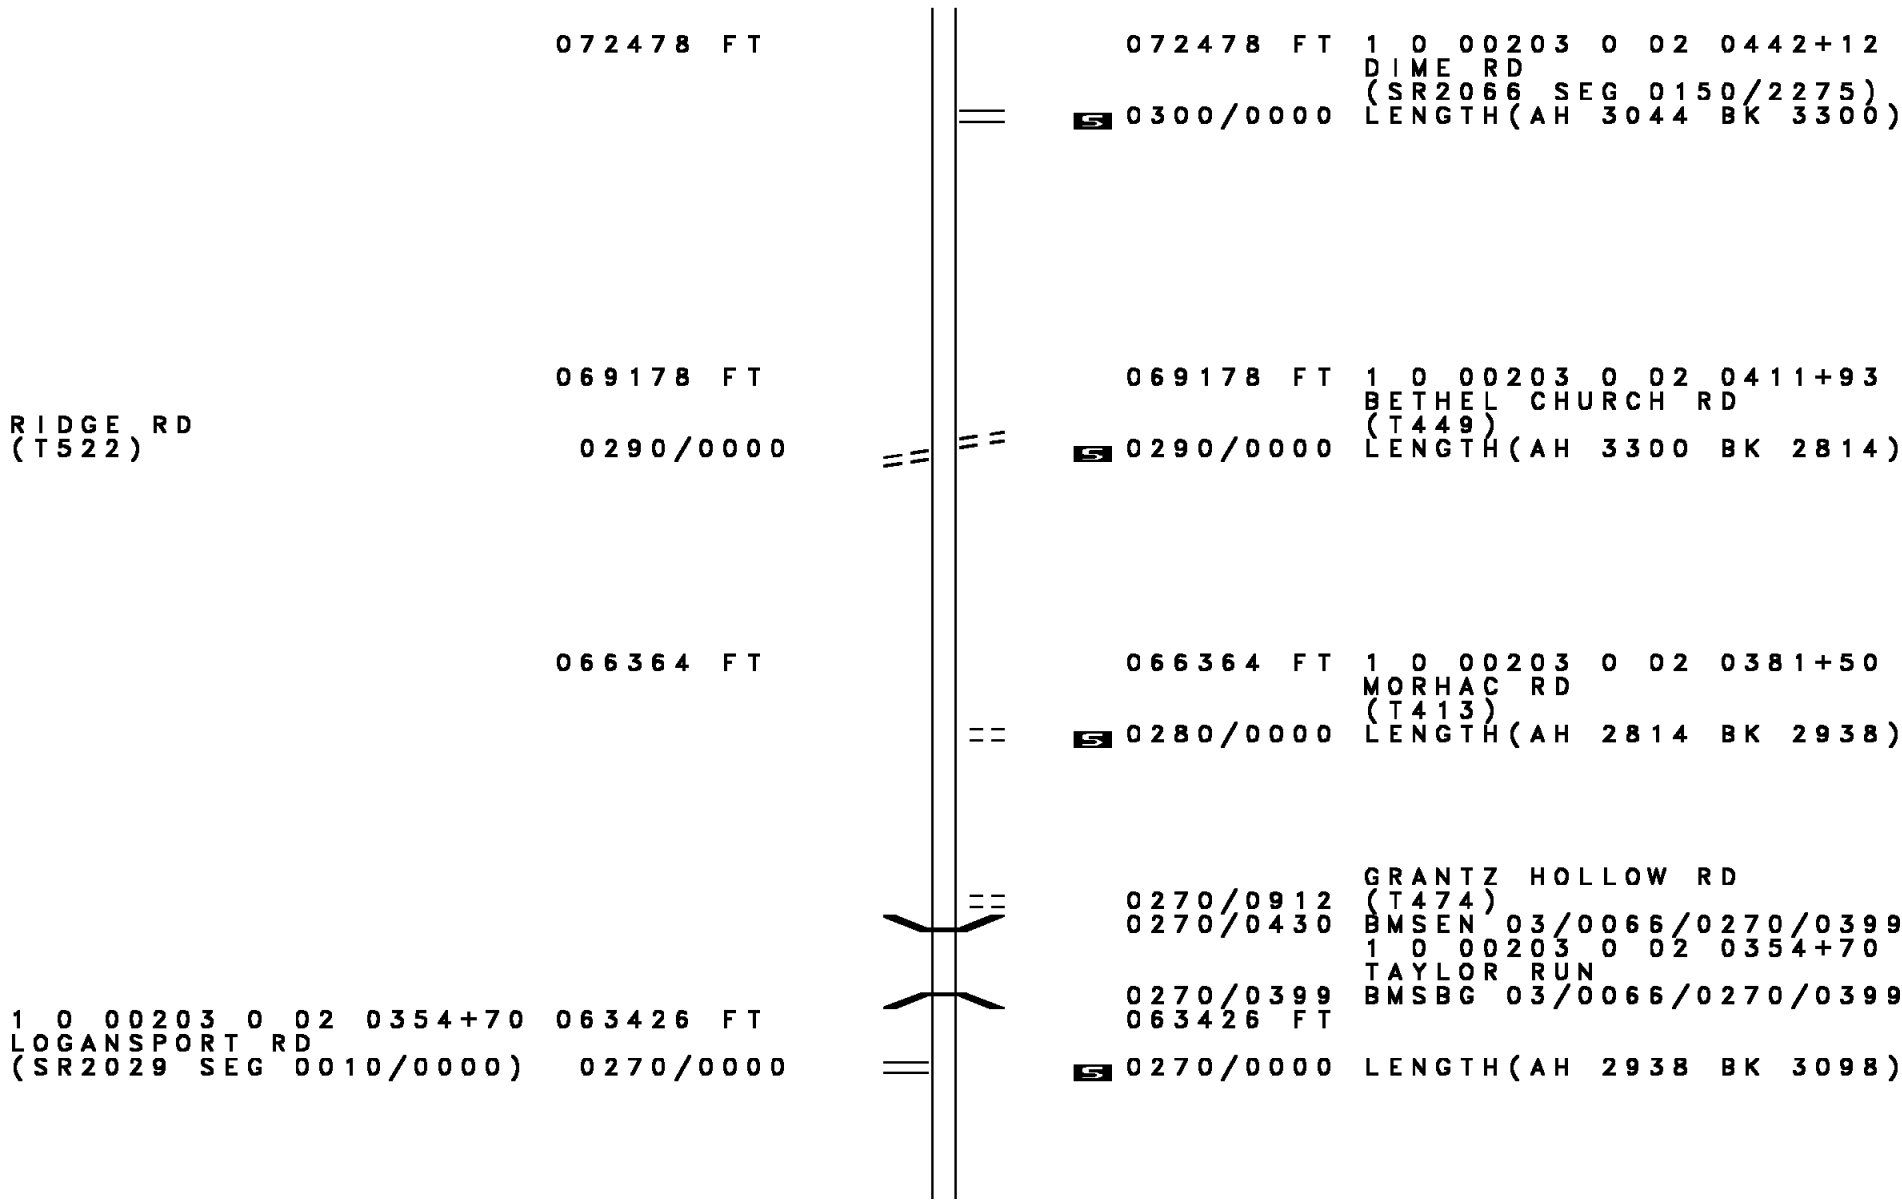 072478 FT 072478 FT 1 0 00203 0 02 0442+12
DIME RD
(SR2066 SEG 0150/2275)
S 0300/0000 LENGTH(AH 3044 BK 3300)
069178 FT 069178 FT 1 0 00203 0 02 0411+93
BETHEL CHURCH RD
RIDGE RD (T449)
(T522) 0290/0000 S 0290/0000 LENGTH(AH 3300 BK 2814)
066364 FT 066364 FT 1 0 00203 0 02 0381+50
MORHAC RD
(T413)
S 0280/0000 LENGTH(AH 2814 BK 2938)
GRANTZ HOLLOW RD
0270/0912 (T474)
0270/0430 BMSEN 03/0066/0270/0399
1 0 00203 0 02 0354+70
TAYLOR RUN
0270/0399 BMSBG 03/0066/0270/0399
1 0 00203 0 02 0354+70 063426 FT 063426 FT
LOGANSPORT RD
(SR2029 SEG 0010/0000) 0270/0000 S 0270/0000 LENGTH(AH 2938 BK 3098)